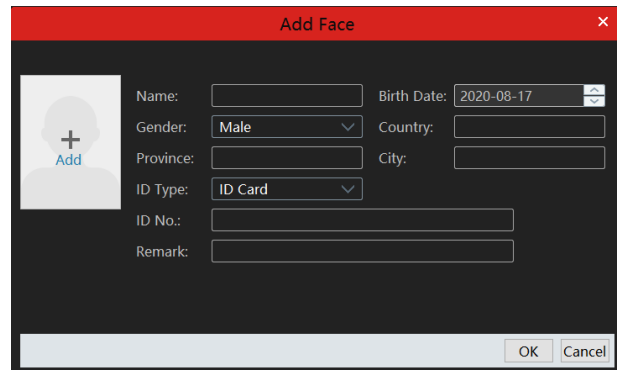 Add Face ×
Name: Birth Date: 2020-08-17
Gender: Male Country:
Add
Province: City:
ID Type: ID Card
ID No.:
Remark:
OK Cancel